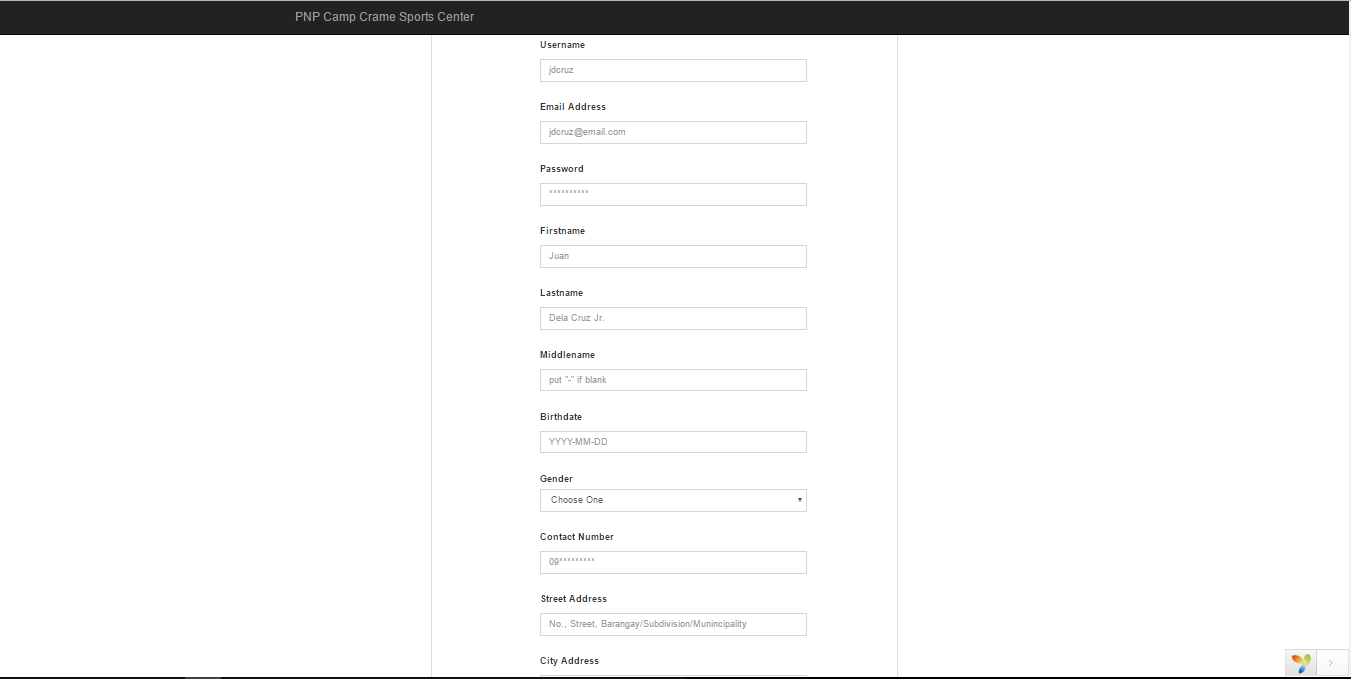 PNP Camp Crame Sports Center
Username
jdcruz
Email Address
jdcruz@email.com
Password
**********
Firstname
Juan
Lastname
Dela Cruz Jr.
Middlename
put "-" if blank
Birthdate
YYYY-MM-DD
Gender
Choose One
Contact Number
09*********
Street Address
No., Street, Barangay/Subdivision/Munincipality
City Address